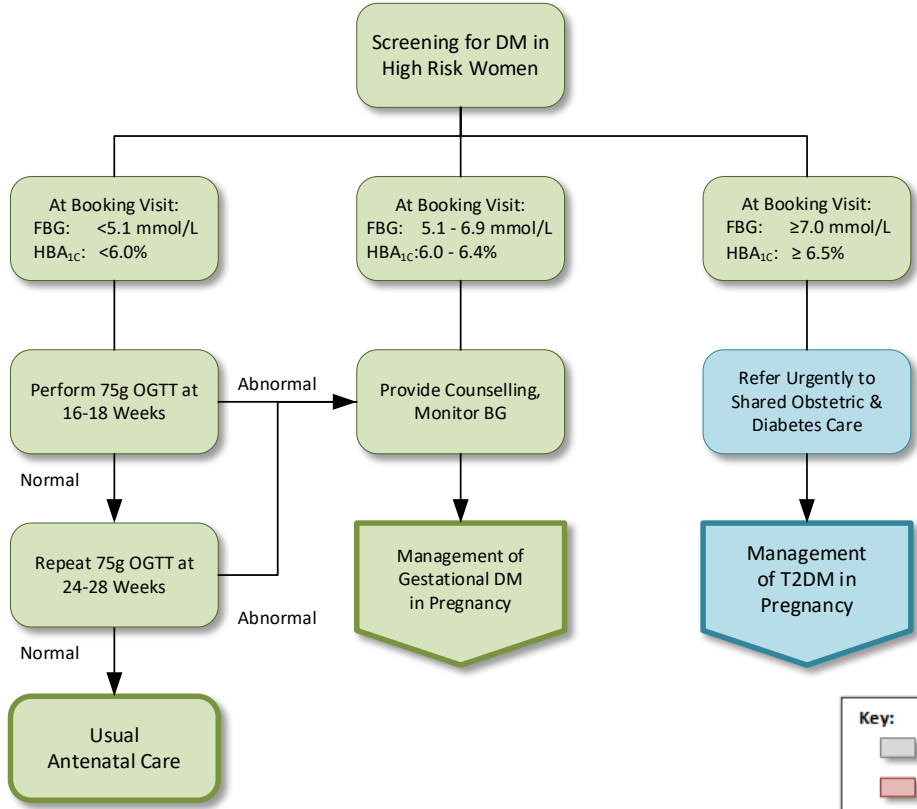 Screening for DM in
High Risk Women
At Booking Visit:
FBG: <5.1 mmol/L
HBA1C: <6.0%
At Booking Visit:
FBG: 5.1 - 6.9 mmol/L
HBA1C:6.0 - 6.4%
At Booking Visit:
FBG: ≥7.0 mmol/L
HBA1C: ≥ 6.5%
Perform 75g OGTT at
16-18 Weeks
Abnormal
Provide Counselling,
Monitor BG
Refer Urgently to
Shared Obstetric &
Diabetes Care
Normal
Repeat 75g OGTT at
24-28 Weeks
Abnormal
Management of
Gestational DM
in Pregnancy
Management
of T2DM in
Pregnancy
Normal
Usual
Antenatal Care
Key: